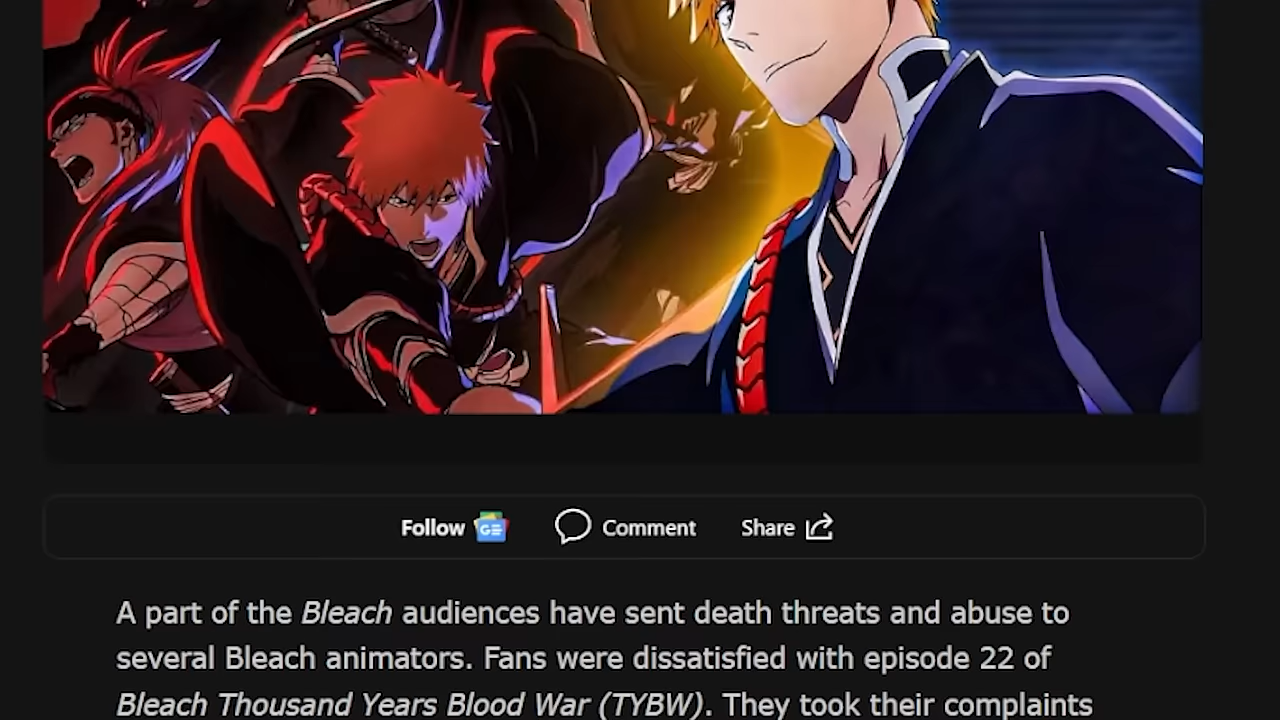 Follow GE Comment Share
A part of the Bleach audiences have sent death threats and abuse to
several Bleach animators. Fans were dissatisfied with episode 22 of
Bleach Thousand Years Blood War (TYBW). They took their complaints